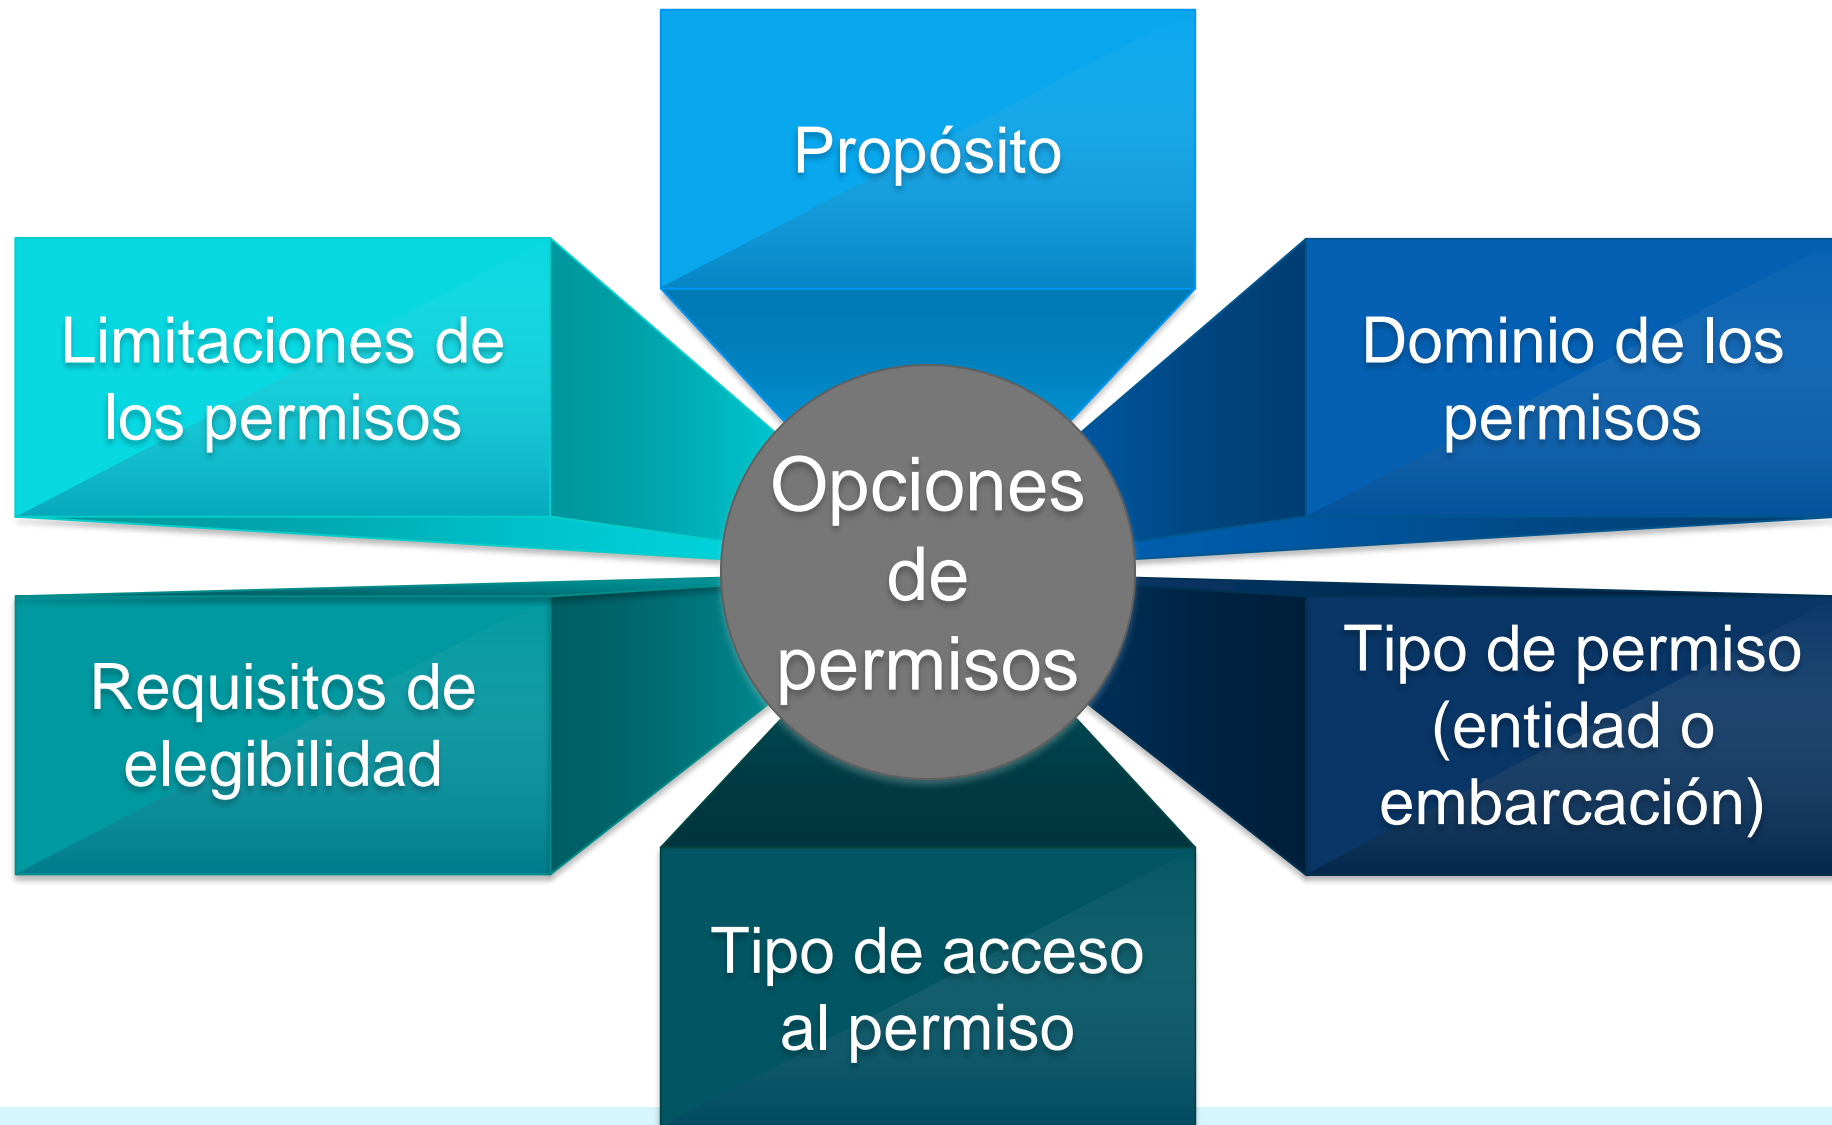 Propósito
Limitaciones de
los permisos
Dominio de los
permisos
Opciones
de
permisos
Requisitos de
elegibilidad
Tipo de permiso
(entidad o
embarcación)
Tipo de acceso
al permiso